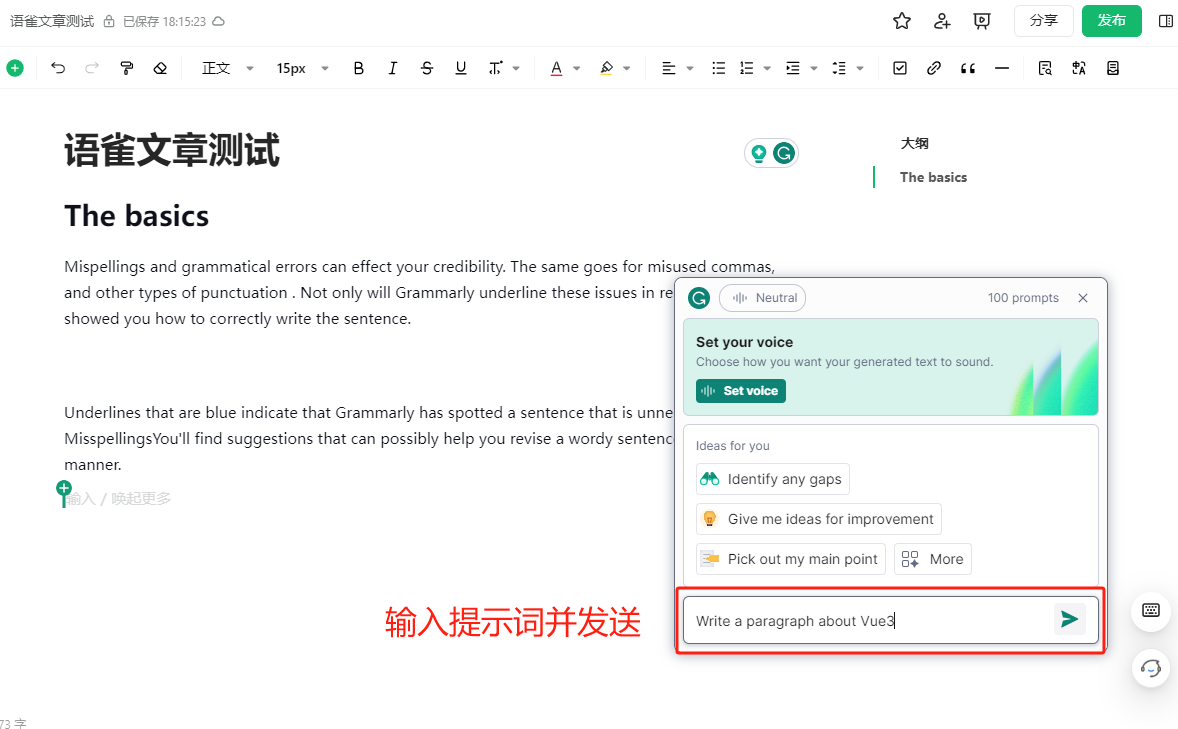 语雀文章测试 已保存 18:15:23 分享 发布
正文 15px B I S U A
语雀文章测试
大纲
The basics
The basics
Mispellings and grammatical errors can effect your credibility. The same goes for misused commas,
and other types of punctuation . Not only will Grammarly underline these issues in re
showed you how to correctly write the sentence.
Underlines that are blue indicate that Grammarly has spotted a sentence that is unne
MisspellingsYou'll find suggestions that can possibly help you revise a wordy sentenc
manner.
输入 / 唤起更多
Neutral 100 prompts
Set your voice
Choose how you want your generated text to sound.
Set voice
Ideas for you
Identify any gaps
Give me ideas for improvement
Pick out my main point More
Write a paragraph about Vue3
输入提示词并发送
73 字